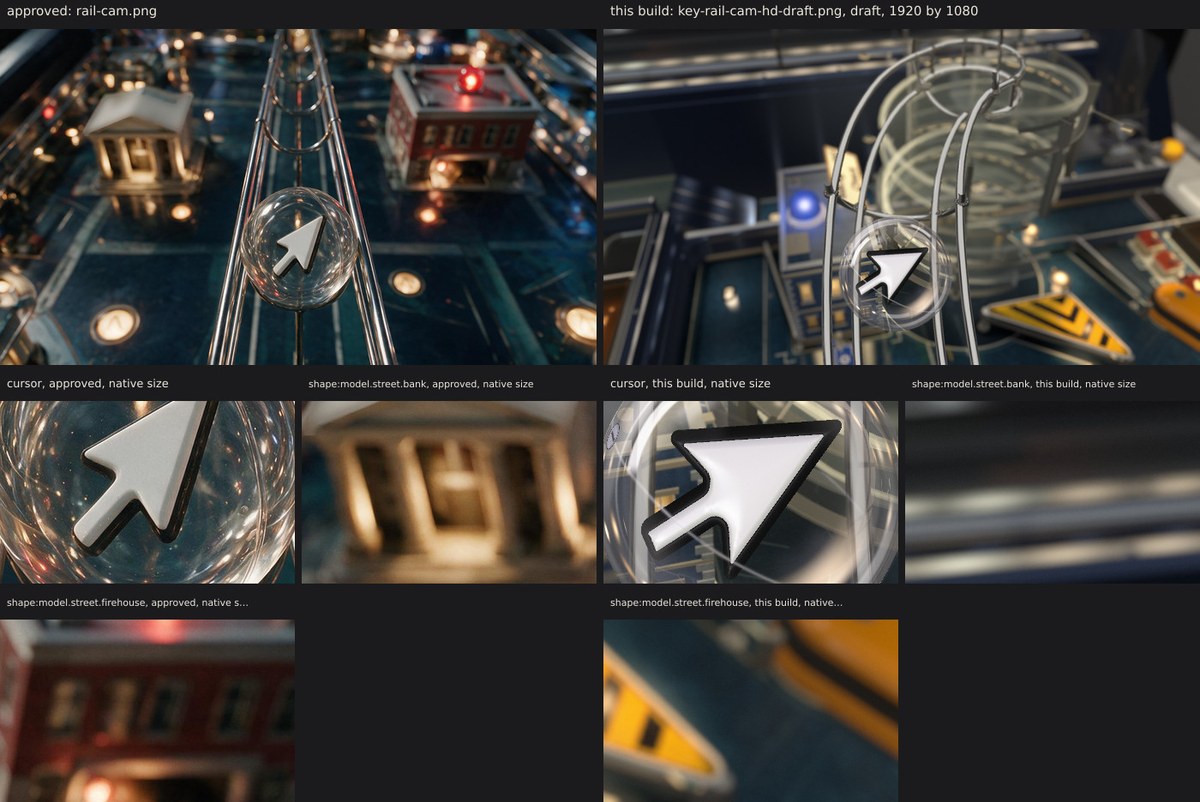 approved: rail-cam.png
this build: key-rail-cam-hd-draft.png, draft, 1920 by 1080
cursor, approved, native size
shape:model.street.bank, approved, native size
cursor, this build, native size
shape:model.street.bank, this build, native size
shape:model.street.firehouse, approved, native s...
shape:model.street.firehouse, this build, native...